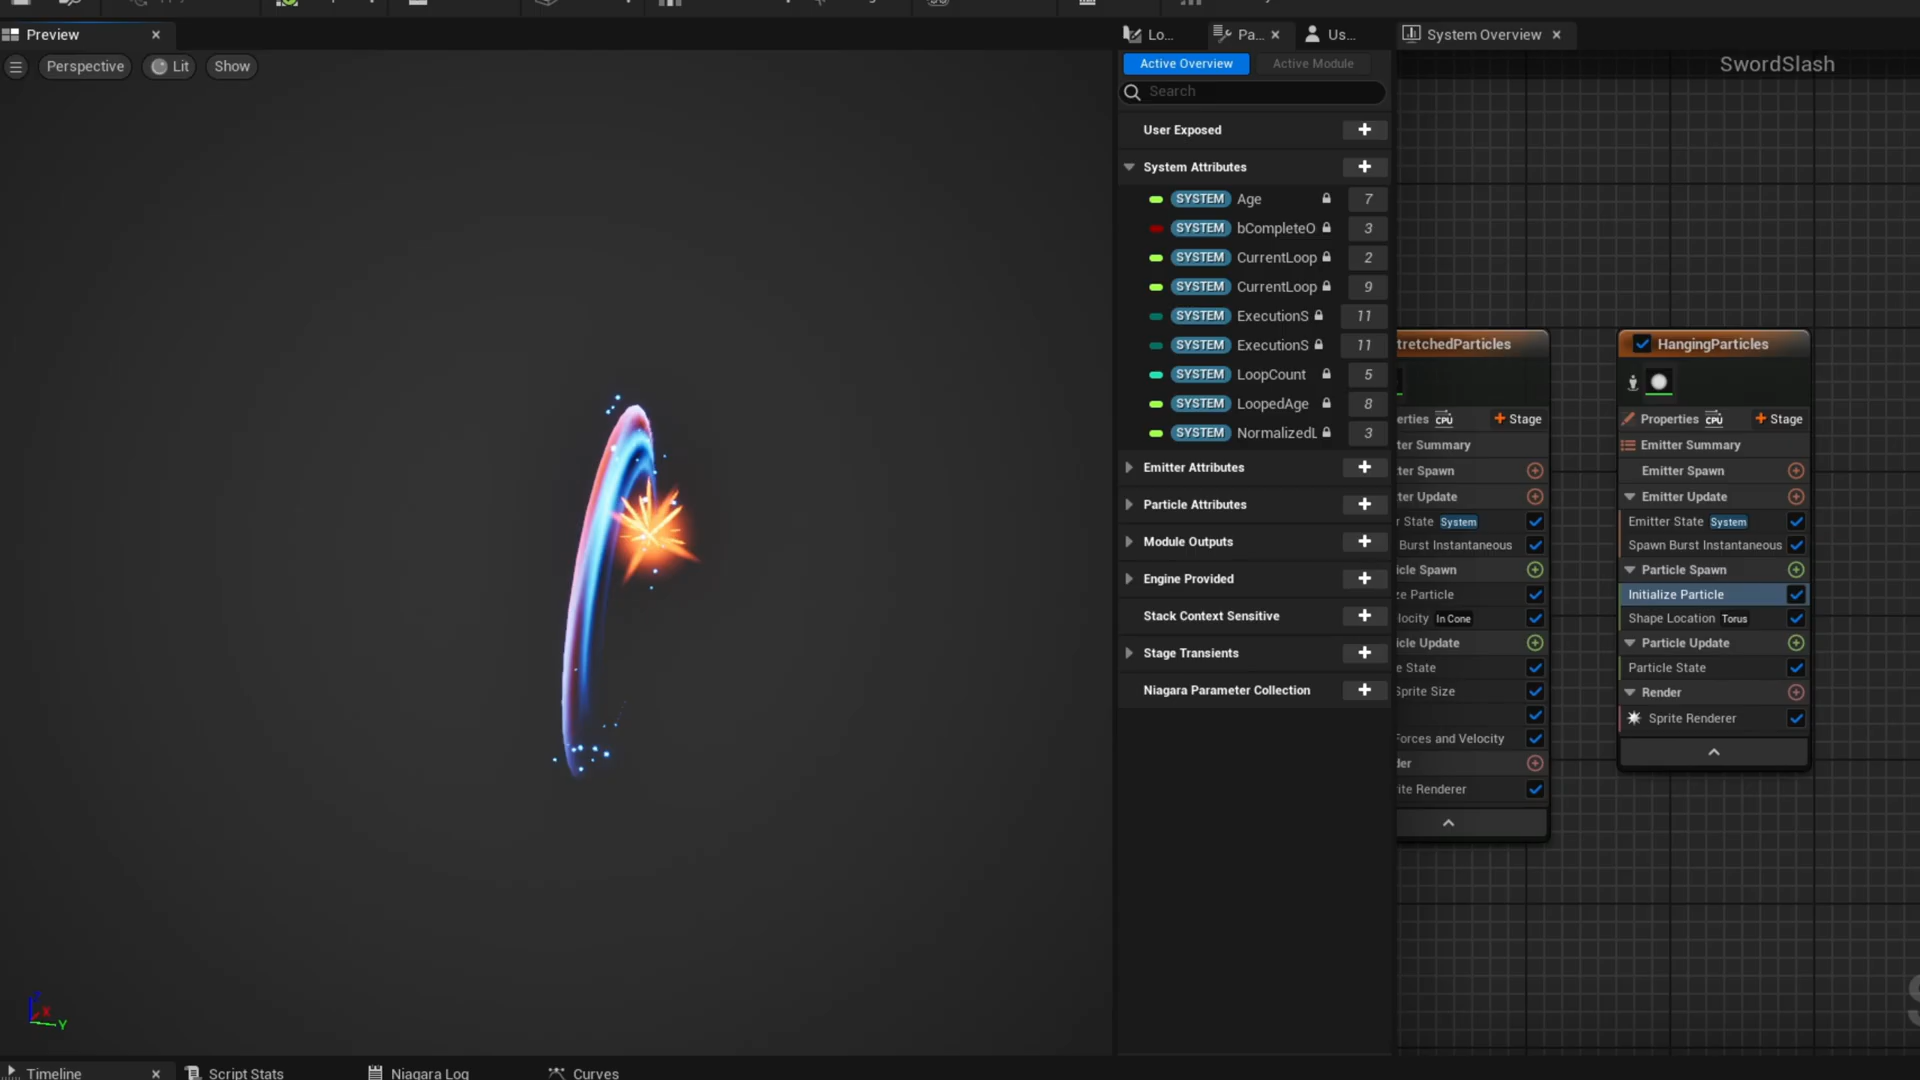 Preview
Perspective
Lit
Show
Lo...
Pa...
Us...
System Overview
Active Overview
Active Module
SwordSlash
Search
User Exposed
System Attributes
SYSTEM Age 7
SYSTEM bCompleteO 3
SYSTEM CurrentLoop 2
SYSTEM CurrentLoop 9
SYSTEM ExecutionS 11
SYSTEM ExecutionS 11
SYSTEM LoopCount 5
SYSTEM LoopedAge 8
SYSTEM NormalizedL 3
Emitter Attributes
Particle Attributes
Module Outputs
Engine Provided
Stack Context Sensitive
Stage Transients
Niagara Parameter Collection
tretchedParticles
erties CPU Stage
ter Summary
ter Spawn
ter Update
r State System
Burst Instantaneous
icle Spawn
ze Particle
locity In Cone
icle Update
e State
Sprite Size
Forces and Velocity
der
ite Renderer
HangingParticles
Properties CPU Stage
Emitter Summary
Emitter Spawn
Emitter Update
Emitter State System
Spawn Burst Instantaneous
Particle Spawn
Initialize Particle
Shape Location Torus
Particle Update
Particle State
Render
Sprite Renderer
X
Y
Timeline
Script Stats
Niagara Log
Curves